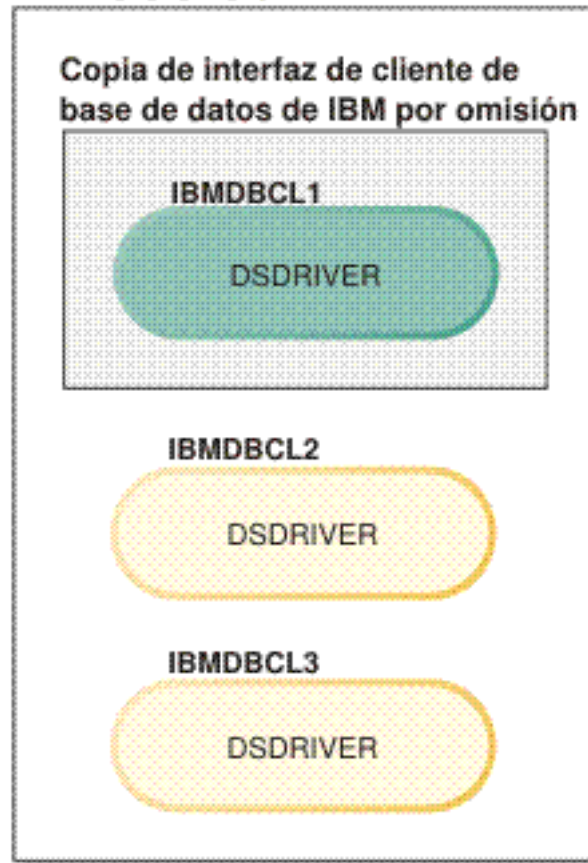 Copia de interfaz de cliente de
base de datos de IBM por omisión
IBMDBCL1
DSDRIVER
IBMDBCL2
DSDRIVER
IBMDBCL3
DSDRIVER